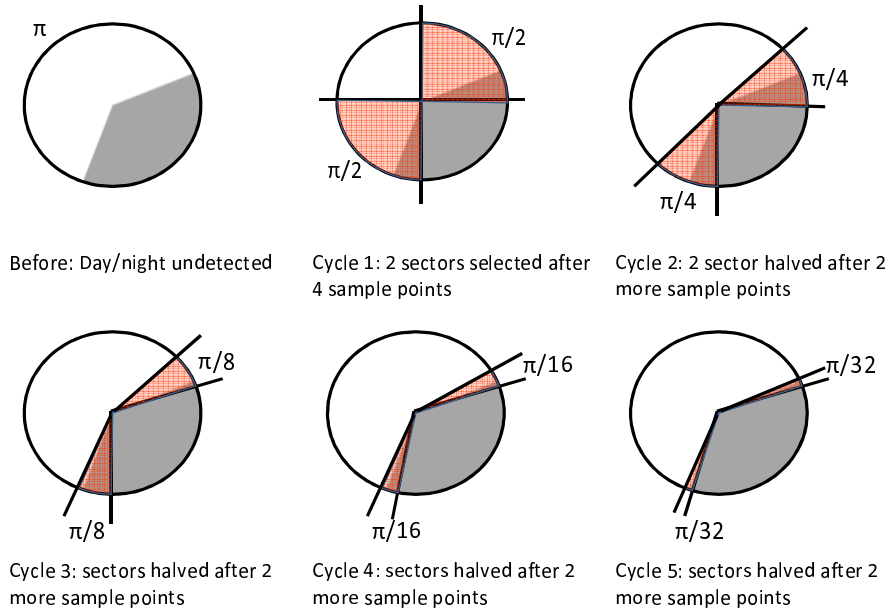 π
π/2
π/2
π/4
π/4
Before: Day/night undetected
Cycle 1: 2 sectors selected after
4 sample points
Cycle 2: 2 sector halved after 2
more sample points
π/8
π/8
π/16
π/16
π/32
π/32
Cycle 3: sectors halved after 2
more sample points
Cycle 4: sectors halved after 2
more sample points
Cycle 5: sectors halved after 2
more sample points